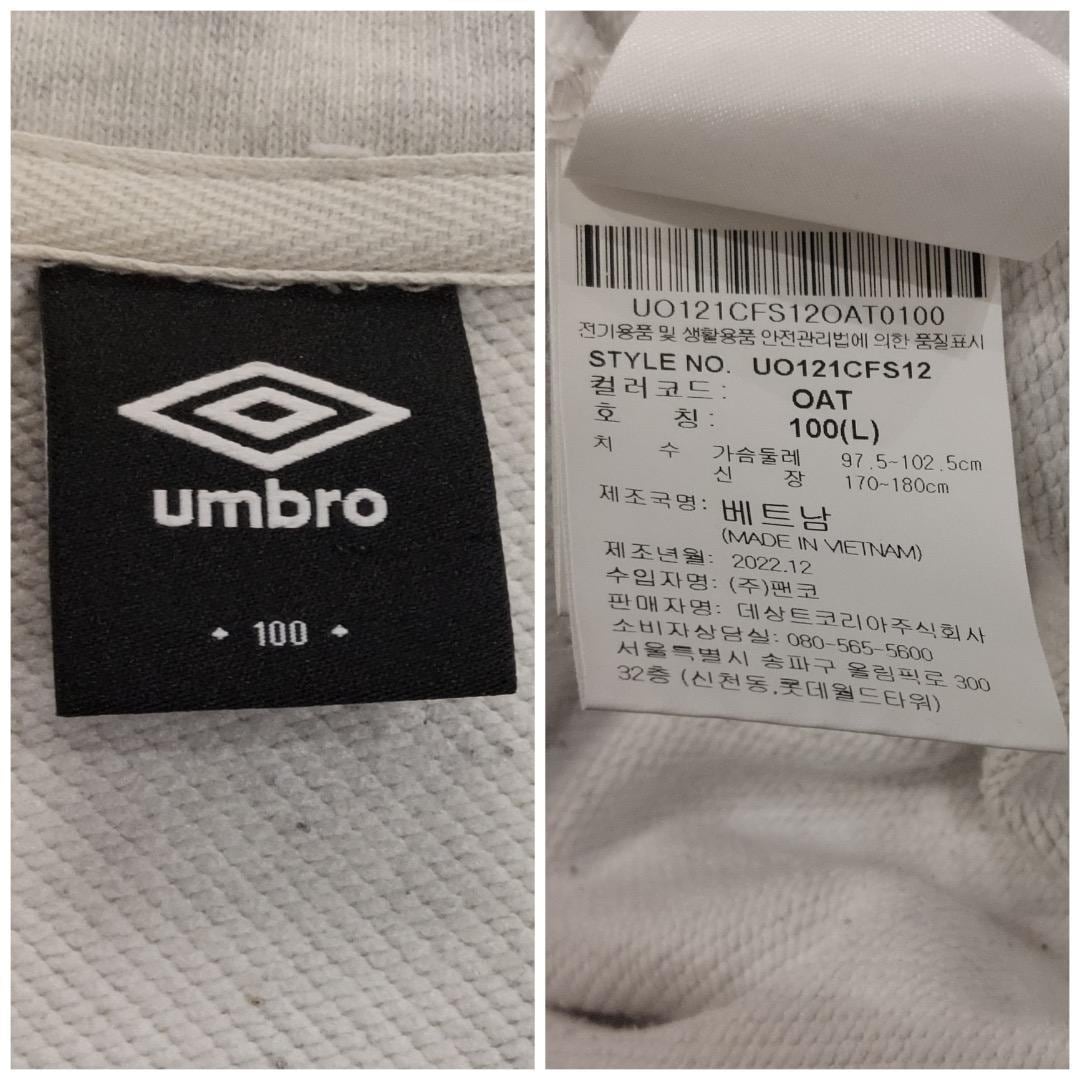 umbro
100
UO121CFS12OAT0100
전기용품 및 생활용품 안전관리법에 의한 품질표시
STYLE NO. UO121CFS12
컬러코드: OAT
호 칭: 100(L)
치 수 가슴둘레 97.5~102.5cm
신 장 170~180cm
제조국명: 베트남
(MADE IN VIETNAM)
제조년월: 2022.12
수입자명: (주)팬코
판매자명: 데상트코리아주식회사
소비자상담실: 080-565-5600
서울특별시 송파구 올림픽로 300
32층 (신천동,롯데월드타워)